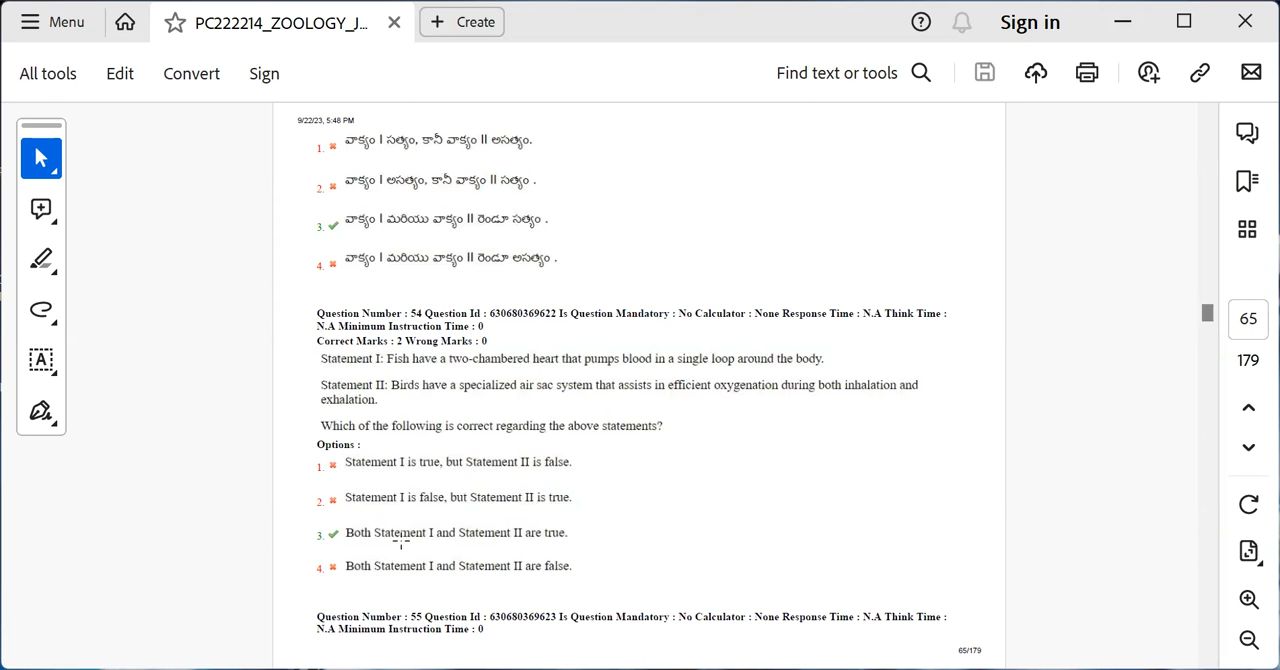 Menu
PC222214_ZOOLOGY_J...
Create
Sign in
All tools
Edit
Convert
Sign
Find text or tools
9/22/23, 5:48 PM
1. వాక్యం I సత్యం, కానీ వాక్యం II అసత్యం.
2. వాక్యం I అసత్యం, కానీ వాక్యం II సత్యం .
3. వాక్యం I మరియు వాక్యం II రెండూ సత్యం .
4. వాక్యం I మరియు వాక్యం II రెండూ అసత్యం .
Question Number : 54 Question Id : 630680369622 Is Question Mandatory : No Calculator : None Response Time : N.A Think Time :
N.A Minimum Instruction Time : 0
Correct Marks : 2 Wrong Marks : 0
Statement I: Fish have a two-chambered heart that pumps blood in a single loop around the body.
Statement II: Birds have a specialized air sac system that assists in efficient oxygenation during both inhalation and
exhalation.
Which of the following is correct regarding the above statements?
Options :
1. Statement I is true, but Statement II is false.
2. Statement I is false, but Statement II is true.
3. Both Statement I and Statement II are true.
4. Both Statement I and Statement II are false.
Question Number : 55 Question Id : 630680369623 Is Question Mandatory : No Calculator : None Response Time : N.A Think Time :
N.A Minimum Instruction Time : 0
65/179
65
179